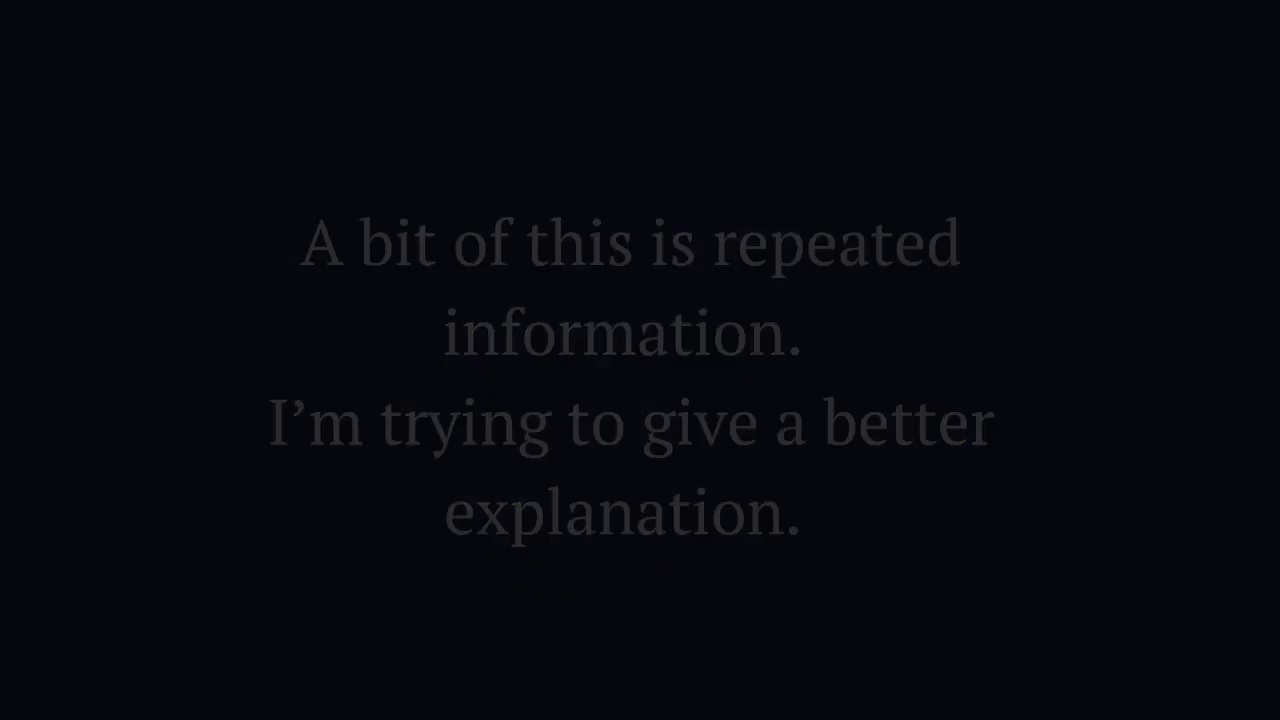 A bit of this is repeated
information.
I’m trying to give a better
explanation.